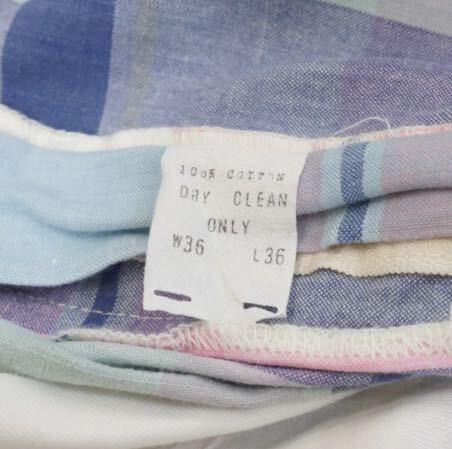 100% COTTON
DRY CLEAN
ONLY
W36 L36